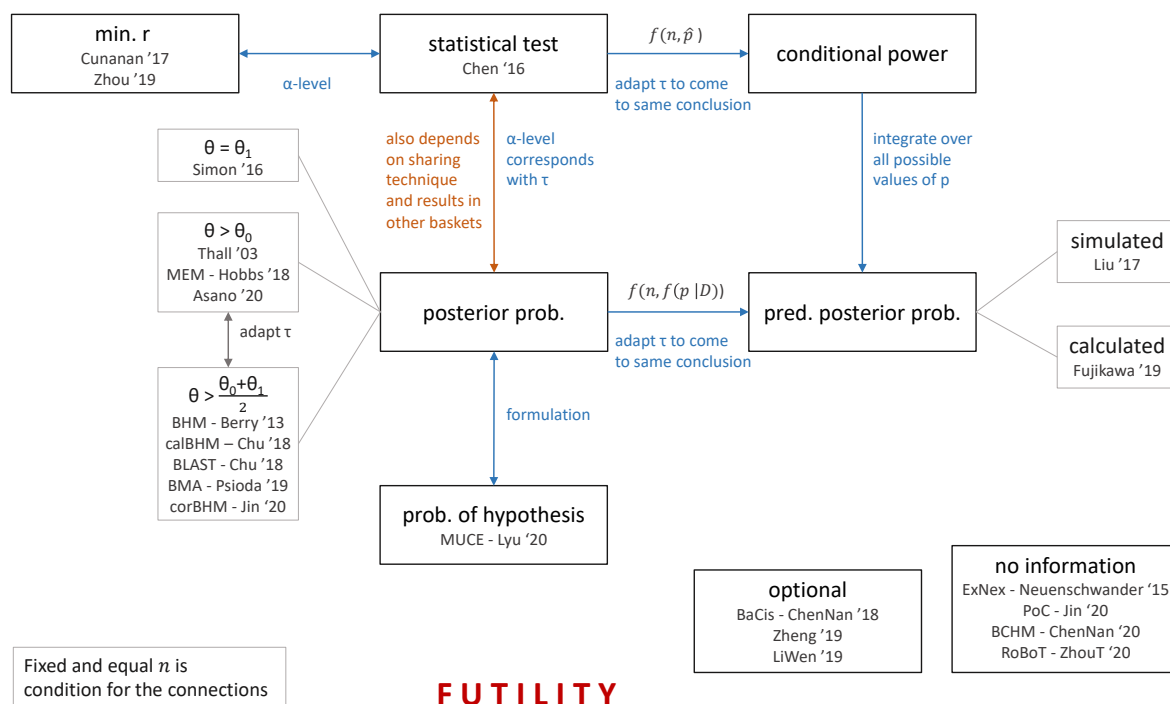 min. r
Cunanan '17
Zhou '19
α-level
statistical test
Chen ‘16
f(n, p̂ )
adapt τ to come
to same conclusion
conditional power
also depends
on sharing
technique
and results in
other baskets
α-level
corresponds
with τ
integrate over
all possible
values of p
θ = θ₁
Simon ’16
θ > θ₀
Thall ’03
MEM - Hobbs ’18
Asano ’20
adapt τ
θ > θ₀+θ₁
2
BHM - Berry ’13
calBHM – Chu ’18
BLAST - Chu ’18
BMA - Psioda ’19
corBHM - Jin ‘20
posterior prob.
f(n, f(p |D))
adapt τ to come
to same conclusion
pred. posterior prob.
simulated
Liu ’17
calculated
Fujikawa ’19
formulation
prob. of hypothesis
MUCE - Lyu ‘20
optional
BaCis - ChenNan ’18
Zheng ’19
LiWen ’19
no information
ExNex - Neuenschwander ’15
PoC - Jin ’20
BCHM - ChenNan ‘20
RoBoT - ZhouT ‘20
Fixed and equal n is
condition for the connections
FUTILITY